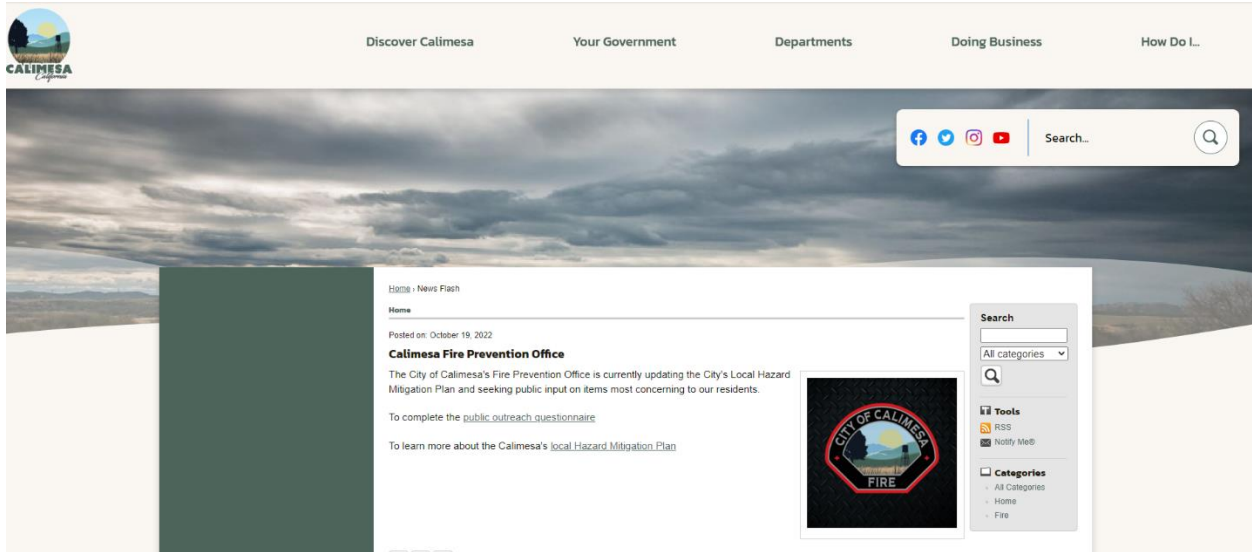 CALIMESA
California
Discover Calimesa
Your Government
Departments
Doing Business
How Do I...
Search...
Home › News Flash
Home
Posted on: October 19, 2022
Calimesa Fire Prevention Office
The City of Calimesa's Fire Prevention Office is currently updating the City's Local Hazard
Mitigation Plan and seeking public input on items most concerning to our residents.
To complete the public outreach questionnaire
To learn more about the Calimesa's local Hazard Mitigation Plan
CITY OF CALIMESA
FIRE
Search
All categories
Tools
RSS
Notify Me®
Categories
All Categories
Home
Fire